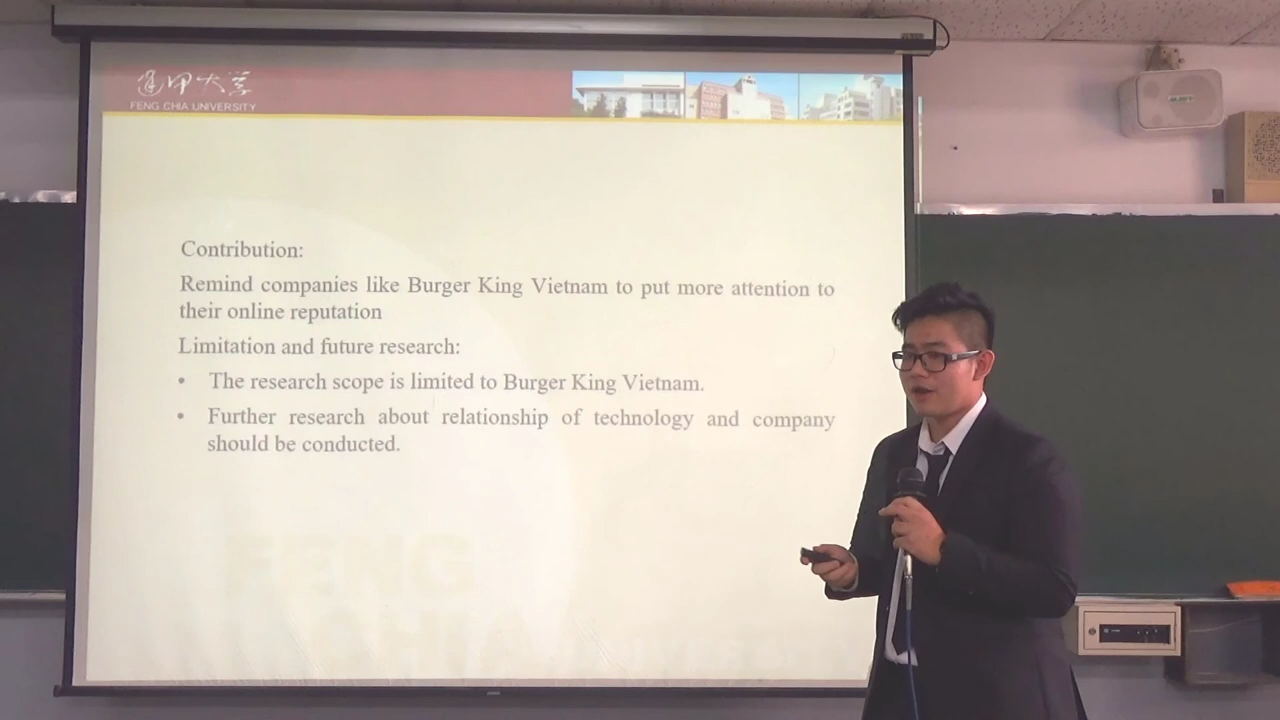 逢甲大学
FENG CHIA UNIVERSITY
Contribution:
Remind companies like Burger King Vietnam to put more attention to
their online reputation
Limitation and future research:
• The research scope is limited to Burger King Vietnam.
• Further research about relationship of technology and company
should be conducted.
FENG